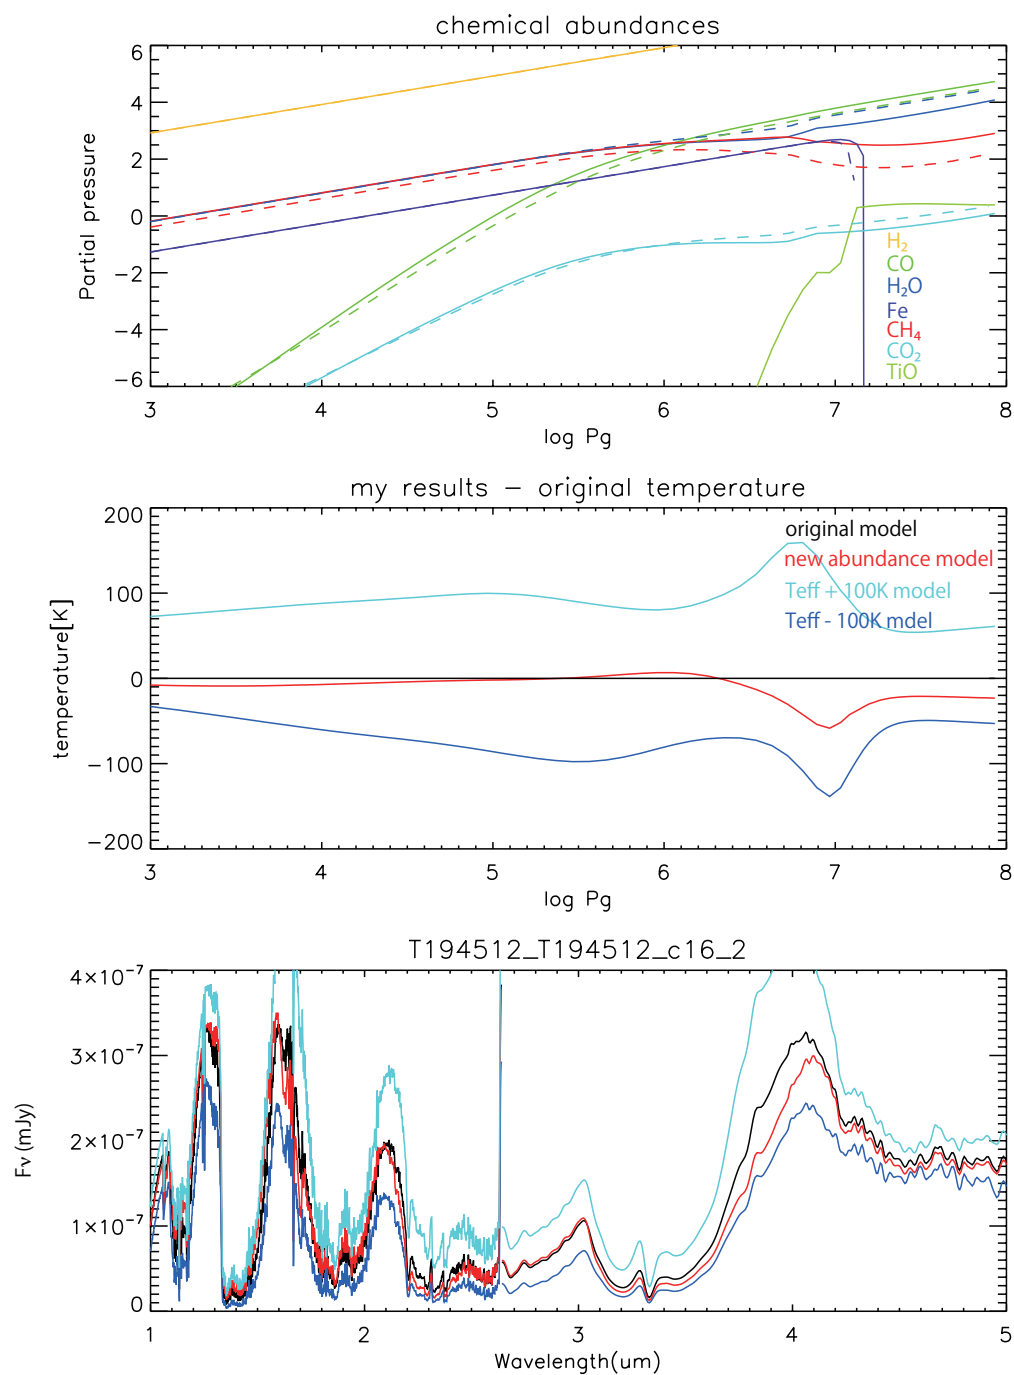 chemical abundances
6
4
2
0
−2
−4
−6
Partial pressure
H2
CO
H2O
Fe
CH4
CO2
TiO
3 4 5 6 7 8
log Pg
my results − original temperature
200
100
0
−100
−200
temperature[K]
original model
new abundance model
Teff + 100K model
Teff - 100K mdel
3 4 5 6 7 8
log Pg
T194512_T194512_c16_2
4×10⁻⁷
3×10⁻⁷
2×10⁻⁷
1×10⁻⁷
0
Fν (mJy)
1 2 3 4 5
Wavelength(um)